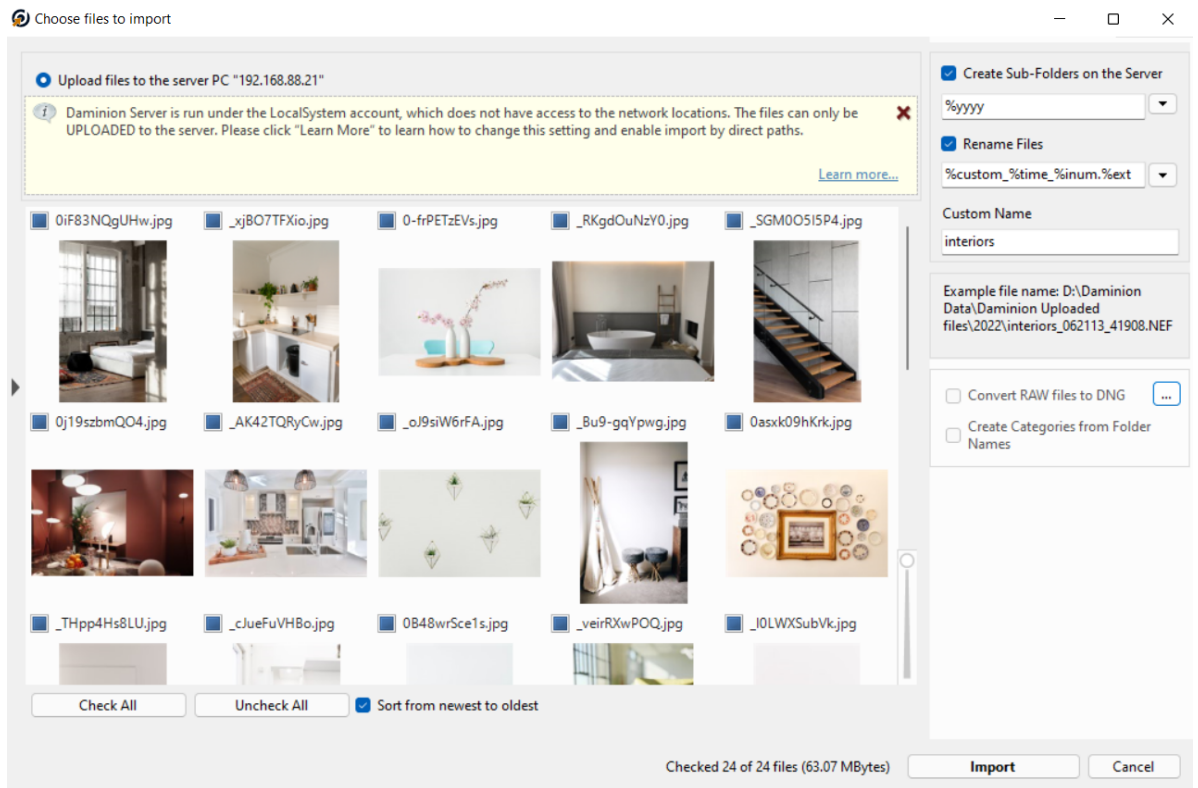 Choose files to import
Upload files to the server PC "192.168.88.21"
Daminion Server is run under the LocalSystem account, which does not have access to the network locations. The files can only be
UPLOADED to the server. Please click "Learn More" to learn how to change this setting and enable import by direct paths.
Learn more...
0iF83NQgUHw.jpg
_xjBO7TFXio.jpg
0-frPETzEVs.jpg
_RKgdOuNzY0.jpg
_SGM0O5I5P4.jpg
0j19szbmQO4.jpg
_AK42TQRyCw.jpg
_oJ9siW6rFA.jpg
_Bu9-gqYpwg.jpg
0asxk09hKrk.jpg
_THpp4Hs8LU.jpg
_cJueFuVHBo.jpg
0B48wrSce1s.jpg
_veirRXwPOQ.jpg
_I0LWXSubVk.jpg
Check All
Uncheck All
Sort from newest to oldest
Create Sub-Folders on the Server
%yyyy
Rename Files
%custom_%time_%inum.%ext
Custom Name
interiors
Example file name: D:\Daminion
Data\Daminion Uploaded
files\2022\interiors_062113_41908.NEF
Convert RAW files to DNG
...
Create Categories from Folder
Names
Checked 24 of 24 files (63.07 MBytes)
Import
Cancel